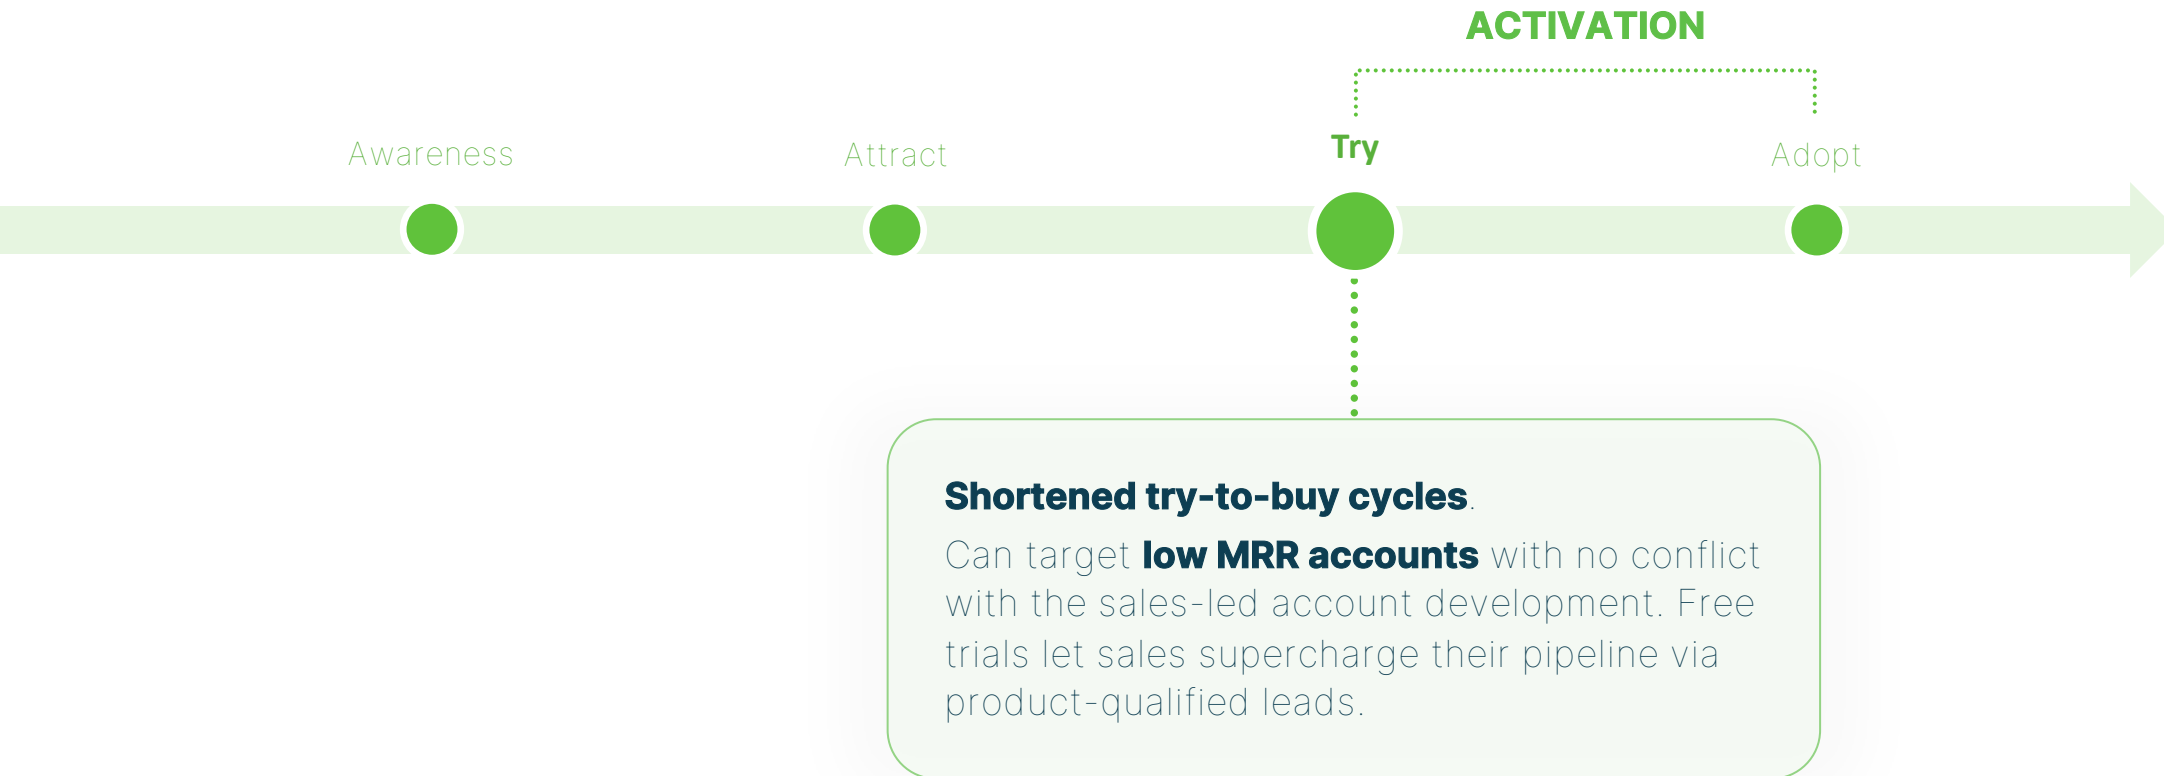 ACTIVATION
Awareness
Attract
Try
Adopt
Shortened try-to-buy cycles.
Can target low MRR accounts with no conflict
with the sales-led account development. Free
trials let sales supercharge their pipeline via
product-qualified leads.